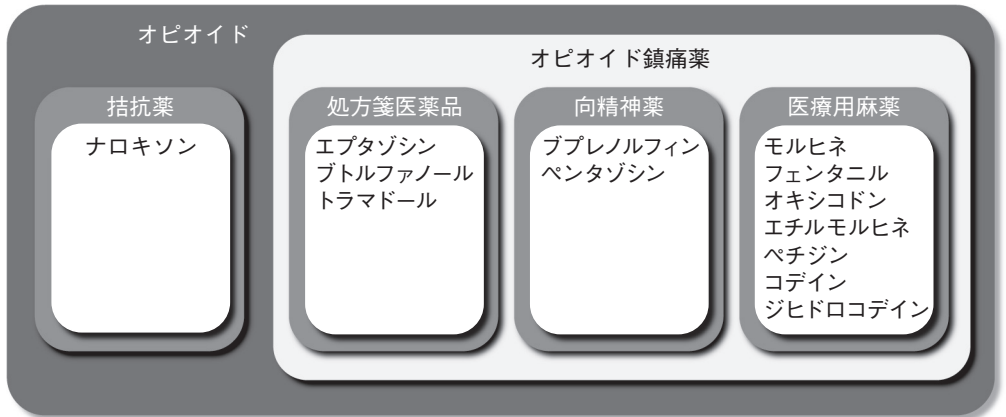 オピオイド
オピオイド鎮痛薬
拮抗薬
ナロキソン
処方箋医薬品
エプタゾシン
ブトルファノール
トラマドール
向精神薬
ブプレノルフィン
ペンタゾシン
医療用麻薬
モルヒネ
フェンタニル
オキシコドン
エチルモルヒネ
ペチジン
コデイン
ジヒドロコデイン